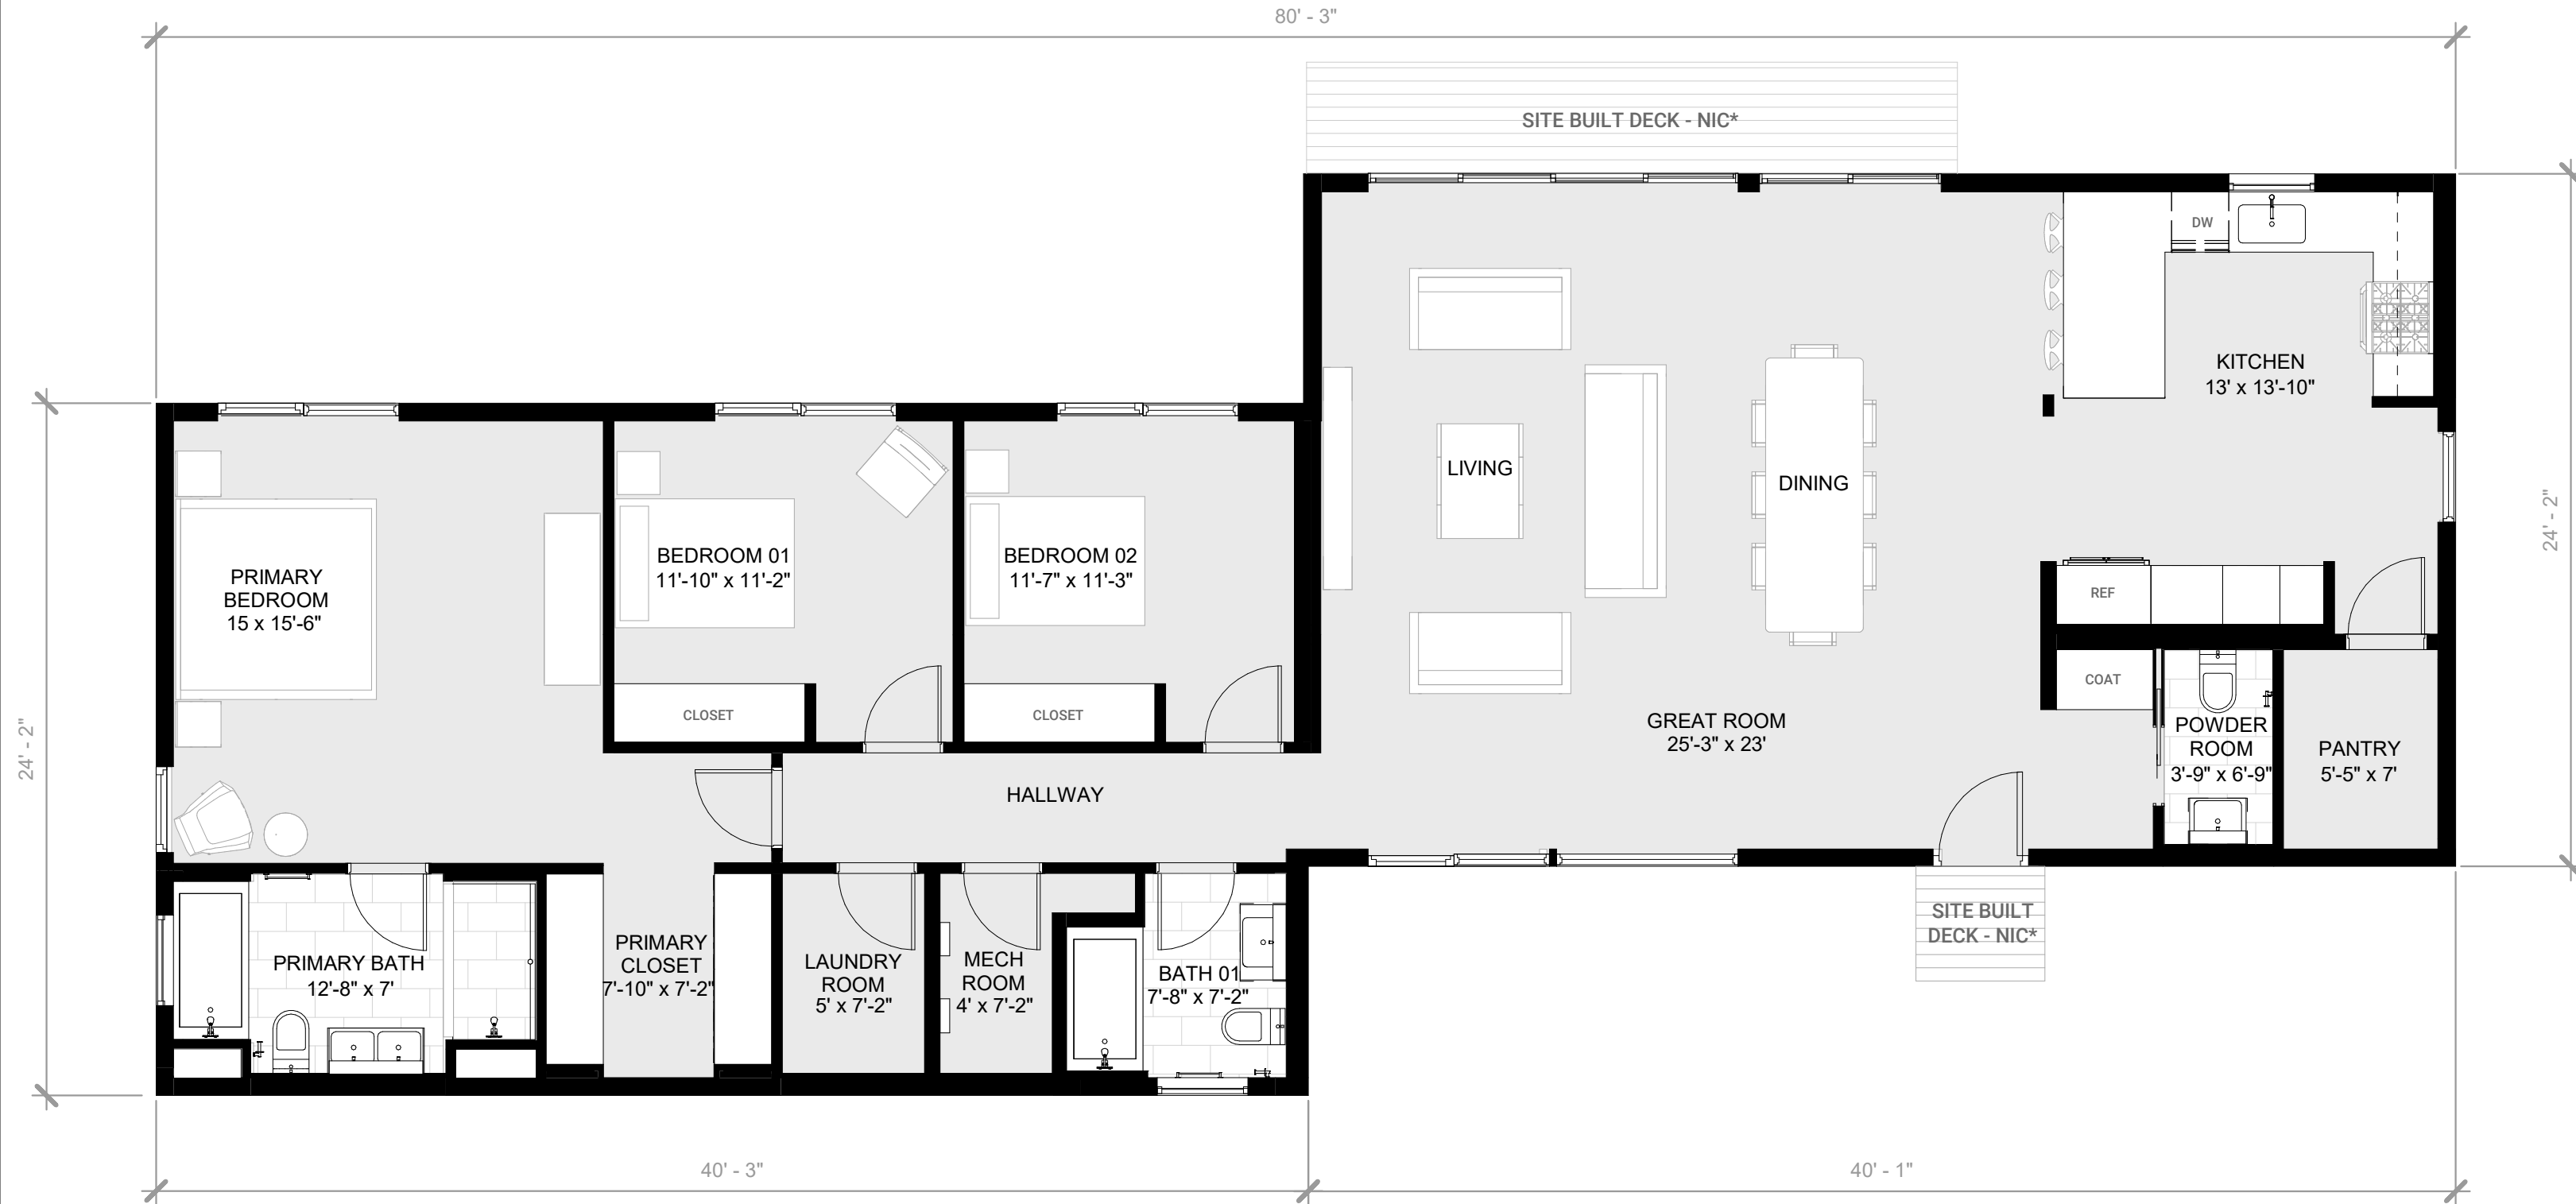 80' - 3"
SITE BUILT DECK - NIC*
DW
KITCHEN
13' x 13'-10"
LIVING
DINING
24' - 2"
BEDROOM 01
11'-10" x 11'-2"
BEDROOM 02
11'-7" x 11'-3"
PRIMARY
BEDROOM
15 x 15'-6"
REF
COAT
CLOSET
CLOSET
GREAT ROOM
25'-3" x 23'
POWDER
ROOM
3'-9" x 6'-9"
PANTRY
5'-5" x 7'
24' - 2"
HALLWAY
SITE BUILT
DECK - NIC*
PRIMARY BATH
12'-8" x 7'
PRIMARY
CLOSET
7'-10" x 7'-2"
LAUNDRY
ROOM
5' x 7'-2"
MECH
ROOM
4' x 7'-2"
BATH 01
7'-8" x 7'-2"
40' - 3"
40' - 1"